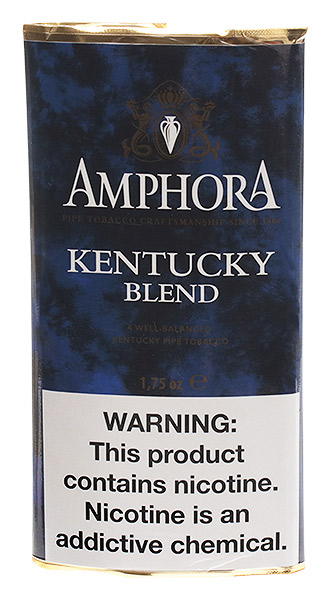 AMPHORA
PIPE TOBACCO CRAFTSMANSHIP SINCE
KENTUCKY
BLEND
A WELL-BALANCED
KENTUCKY PIPE TOBACCO
1,75 oz ℮
WARNING:
This product
contains nicotine.
Nicotine is an
addictive chemical.